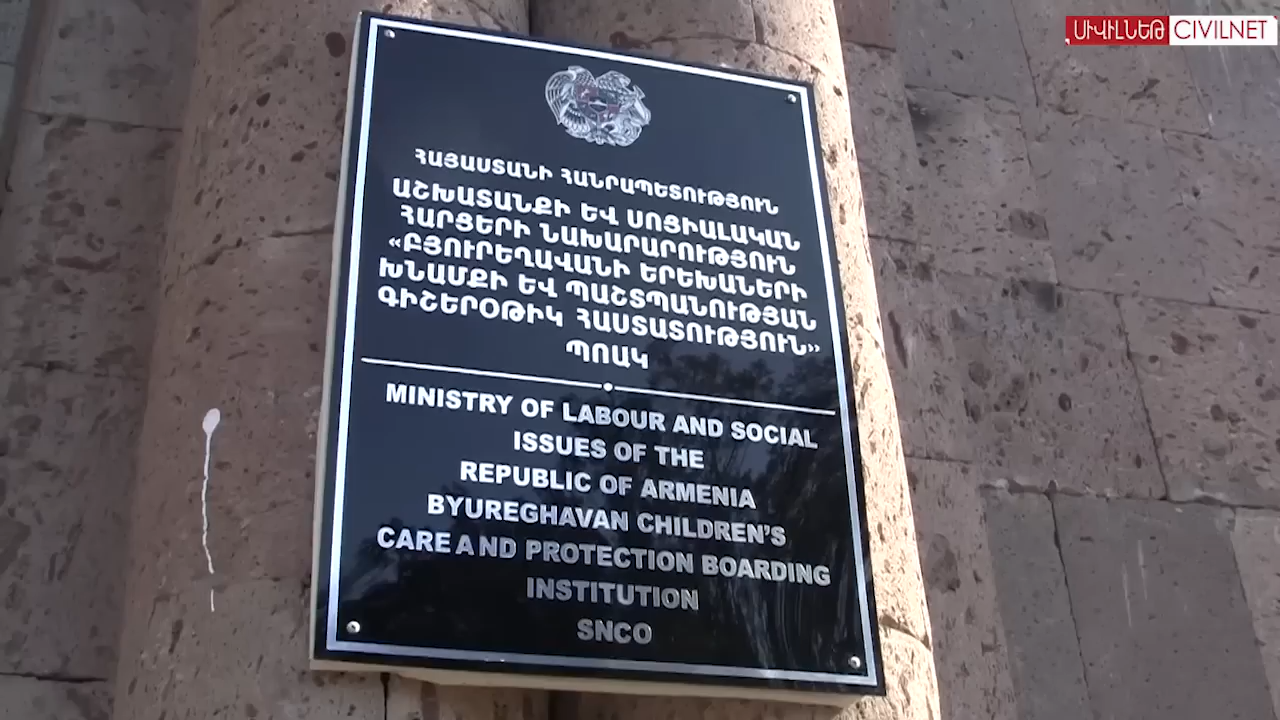 ՍԻՎԻԼՆԵԹ CIVILNET
ՀԱՅԱՍՏԱՆԻ ՀԱՆՐԱՊԵՏՈՒԹՅՈՒՆ
ԱՇԽԱՏԱՆՔԻ ԵՎ ՍՈՑԻԱԼԱԿԱՆ
ՀԱՐՑԵՐԻ ՆԱԽԱՐԱՐՈՒԹՅՈՒՆ
«ԲՅՈՒՐԵՂԱՎԱՆԻ ԵՐԵԽԱՆԵՐԻ
ԽՆԱՄՔԻ ԵՎ ՊԱՇՏՊԱՆՈՒԹՅԱՆ
ԳԻՇԵՐՕԹԻԿ ՀԱՍՏԱՏՈՒԹՅՈՒՆ»
ՊՈԱԿ
MINISTRY OF LABOUR AND SOCIAL
ISSUES OF THE
REPUBLIC OF ARMENIA
BYUREGHAVAN CHILDREN'S
CARE AND PROTECTION BOARDING
INSTITUTION
SNCO